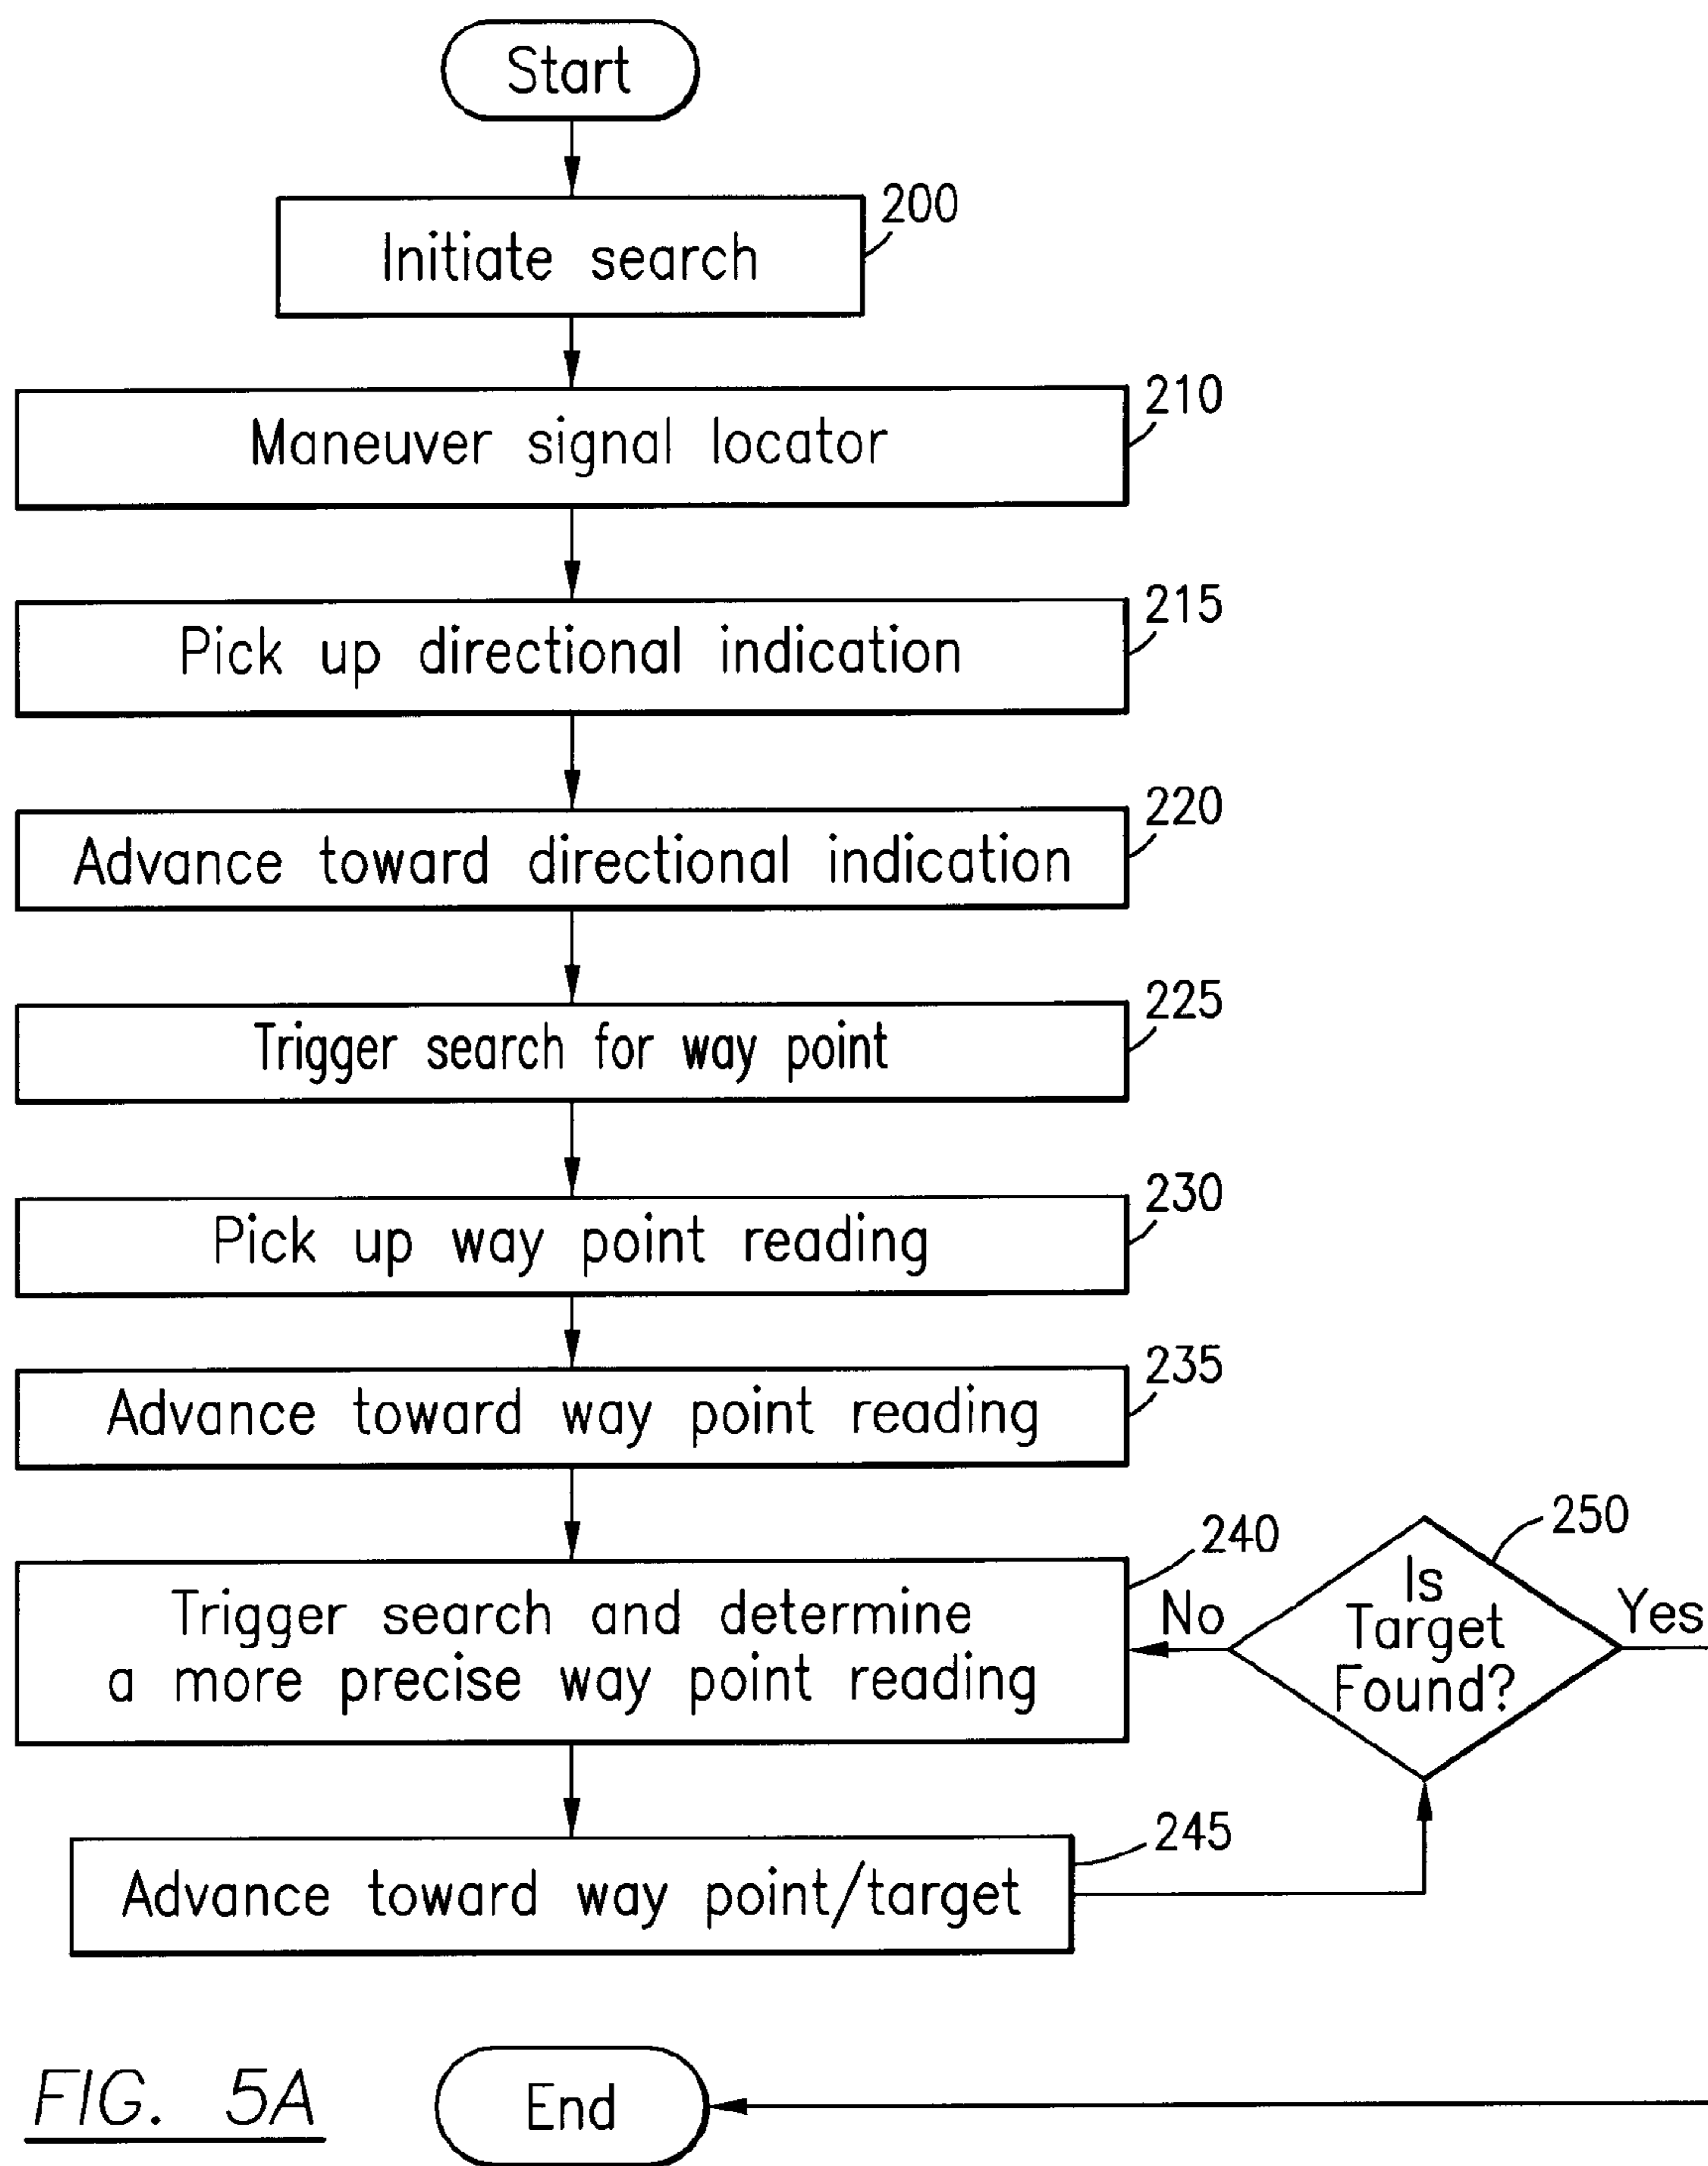 Start
200
Initiate search
210
Maneuver signal locator
215
Pick up directional indication
220
Advance toward directional indication
225
Trigger search for way point
230
Pick up way point reading
235
Advance toward way point reading
240
Trigger search and determine
a more precise way point reading
250
Is
Target
Found?
No
Yes
245
Advance toward way point/target
FIG. 5A
End